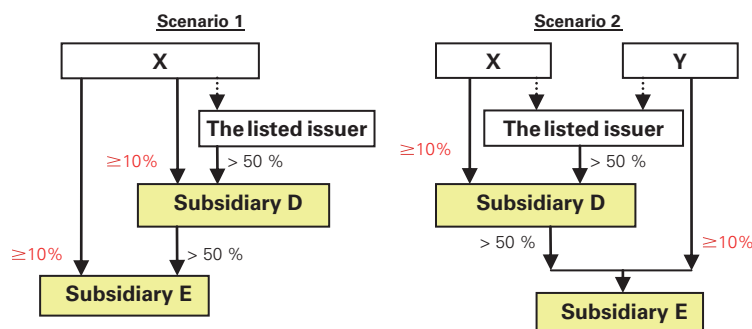 Scenario 1
X
The listed issuer
≥10%
> 50 %
Subsidiary D
≥10%
> 50 %
Subsidiary E
Scenario 2
X
Y
The listed issuer
≥10%
> 50 %
Subsidiary D
> 50 %
≥10%
Subsidiary E